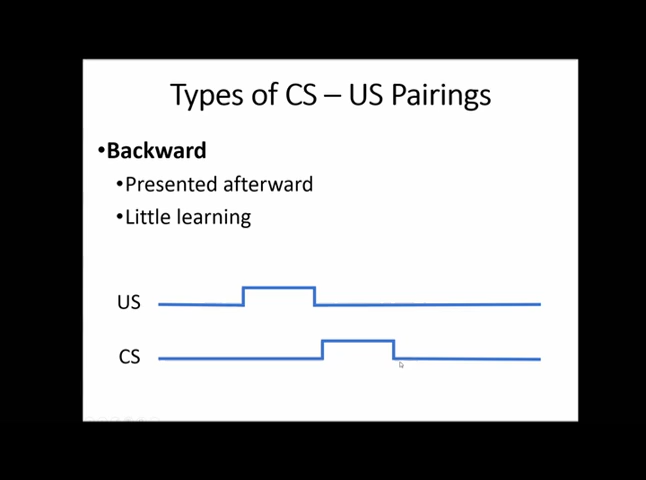 Types of CS – US Pairings
•Backward
•Presented afterward
•Little learning
US
CS